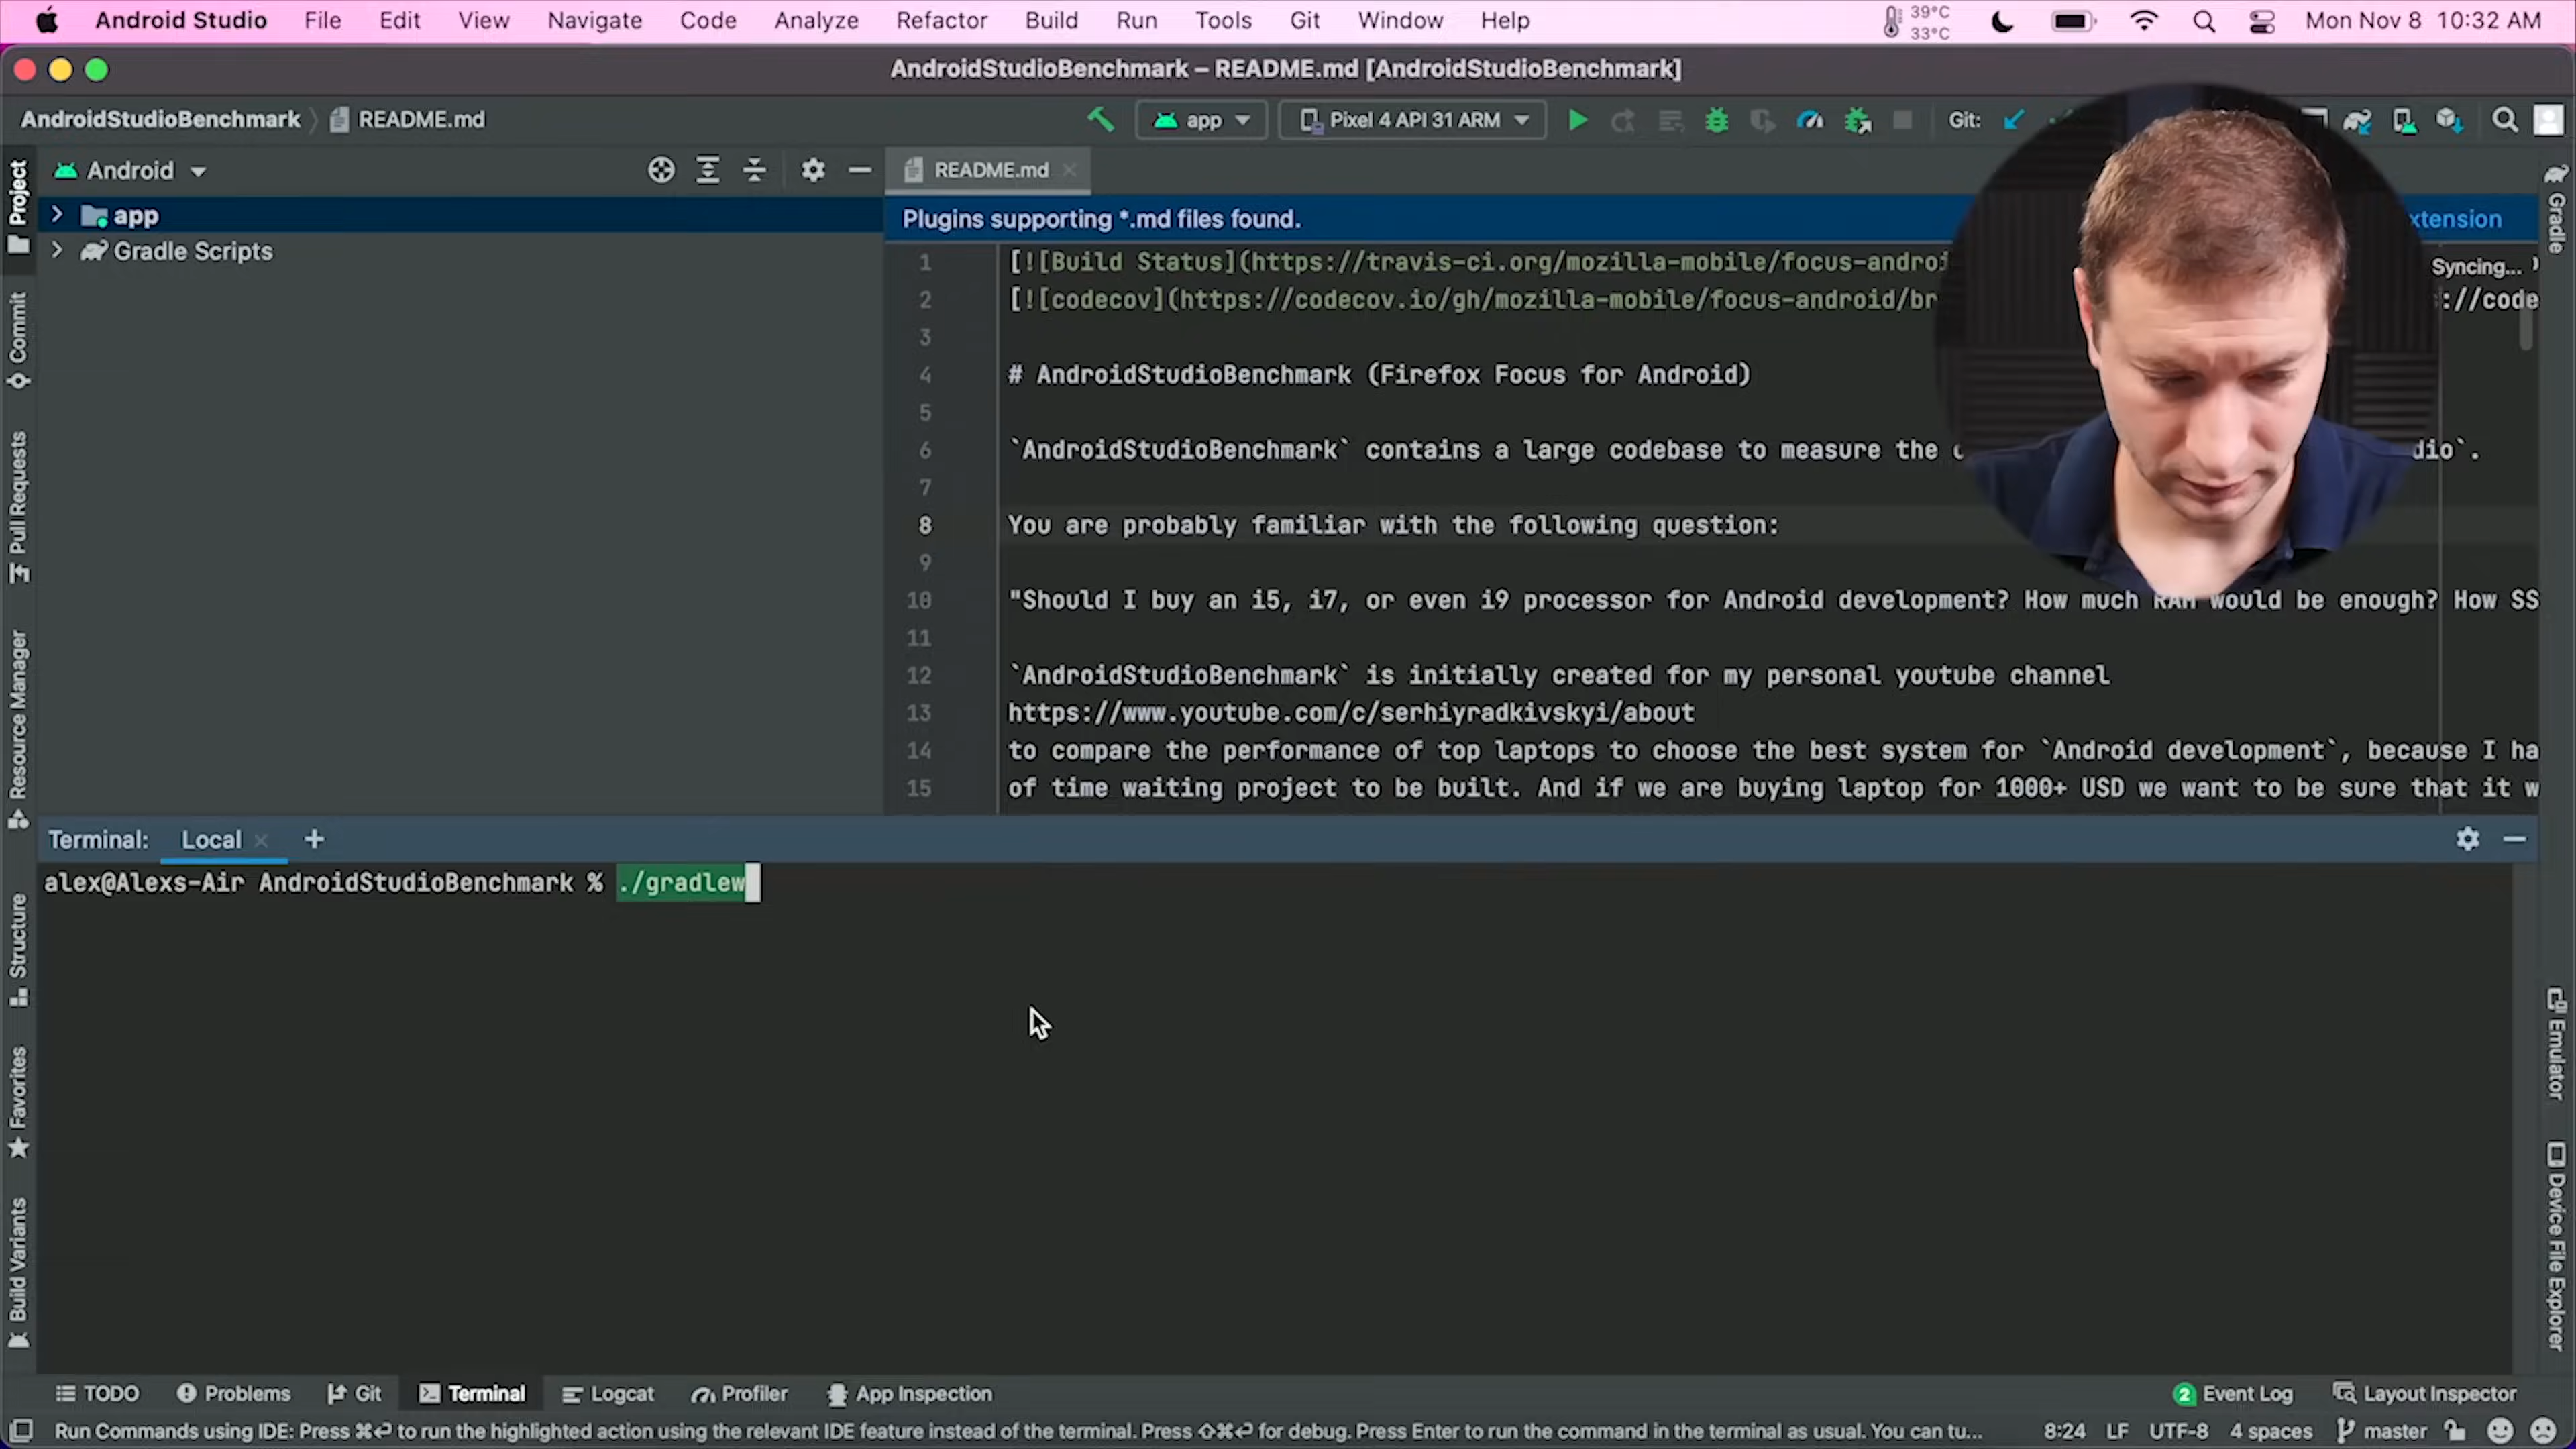 Android Studio File Edit View Navigate Code Analyze Refactor Build Run Tools Git Window Help 39°C 33°C Mon Nov 8 10:32 AM
AndroidStudioBenchmark – README.md [AndroidStudioBenchmark]
AndroidStudioBenchmark README.md app Pixel 4 API 31 ARM Git:
Project
Commit
Pull Requests
Resource Manager
Structure
Favorites
Build Variants
Android
app
Gradle Scripts
README.md
Plugins supporting *.md files found. xtension
Syncing...
1 [![Build Status](https://travis-ci.org/mozilla-mobile/focus-androi
2 [![codecov](https://codecov.io/gh/mozilla-mobile/focus-android/br ://code
3
4 # AndroidStudioBenchmark (Firefox Focus for Android)
5
6 `AndroidStudioBenchmark` contains a large codebase to measure the dio`.
7
8 You are probably familiar with the following question:
9
10 "Should I buy an i5, i7, or even i9 processor for Android development? How much RAM would be enough? How SS
11
12 `AndroidStudioBenchmark` is initially created for my personal youtube channel
13 https://www.youtube.com/c/serhiyradkivskyi/about
14 to compare the performance of top laptops to choose the best system for `Android development`, because I ha
15 of time waiting project to be built. And if we are buying laptop for 1000+ USD we want to be sure that it w
Gradle
Emulator
Device File Explorer
Terminal: Local
alex@Alexs-Air AndroidStudioBenchmark % ./gradlew
TODO Problems Git Terminal Logcat Profiler App Inspection 2 Event Log Layout Inspector
Run Commands using IDE: Press ⌘⏎ to run the highlighted action using the relevant IDE feature instead of the terminal. Press ⇧⌘⏎ for debug. Press Enter to run the command in the terminal as usual. You can tu... 8:24 LF UTF-8 4 spaces master